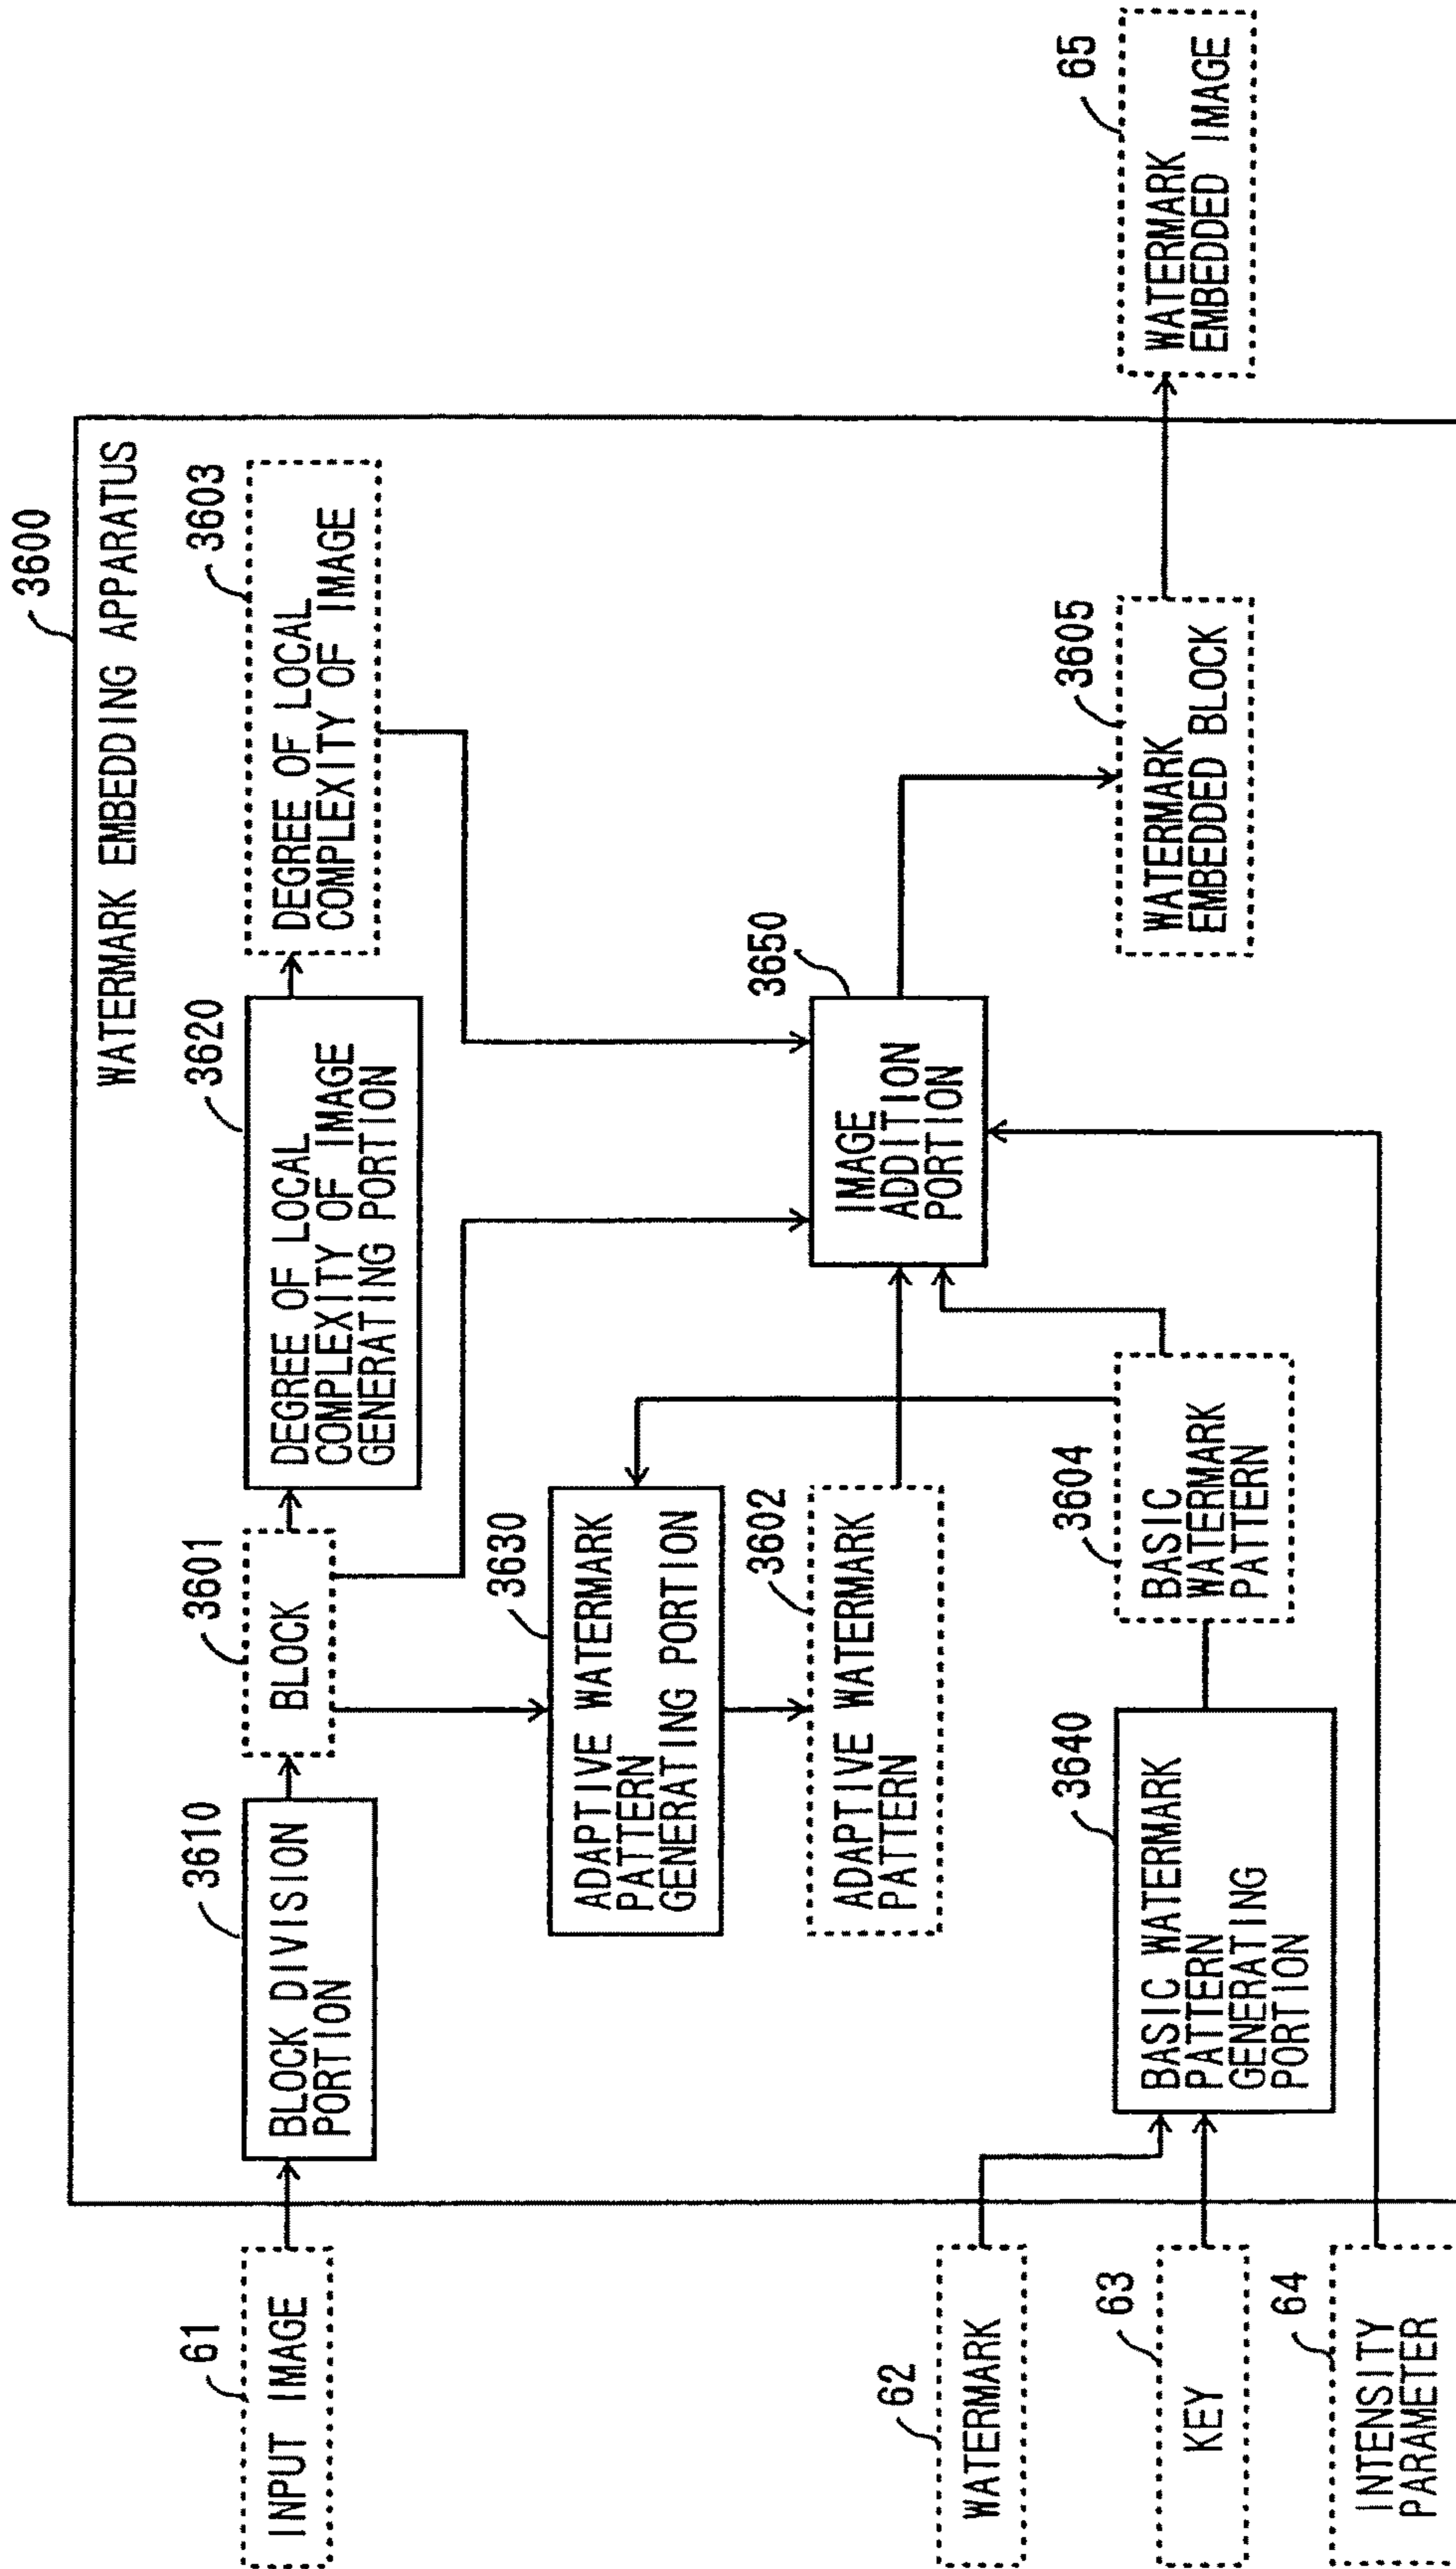 3600
WATERMARK EMBEDDING APPARATUS
61
INPUT IMAGE
3610
BLOCK DIVISION
PORTION
3601
BLOCK
3620
DEGREE OF LOCAL
COMPLEXITY OF IMAGE
GENERATING PORTION
3603
DEGREE OF LOCAL
COMPLEXITY OF IMAGE
3630
ADAPTIVE WATERMARK
PATTERN
GENERATING PORTION
3602
ADAPTIVE WATERMARK
PATTERN
3650
IMAGE
ADDITION
PORTION
62
WATERMARK
63
KEY
64
INTENSITY
PARAMETER
3640
BASIC WATERMARK
PATTERN
GENERATING
PORTION
3604
BASIC
WATERMARK
PATTERN
3605
WATERMARK
EMBEDDED BLOCK
65
WATERMARK
EMBEDDED IMAGE